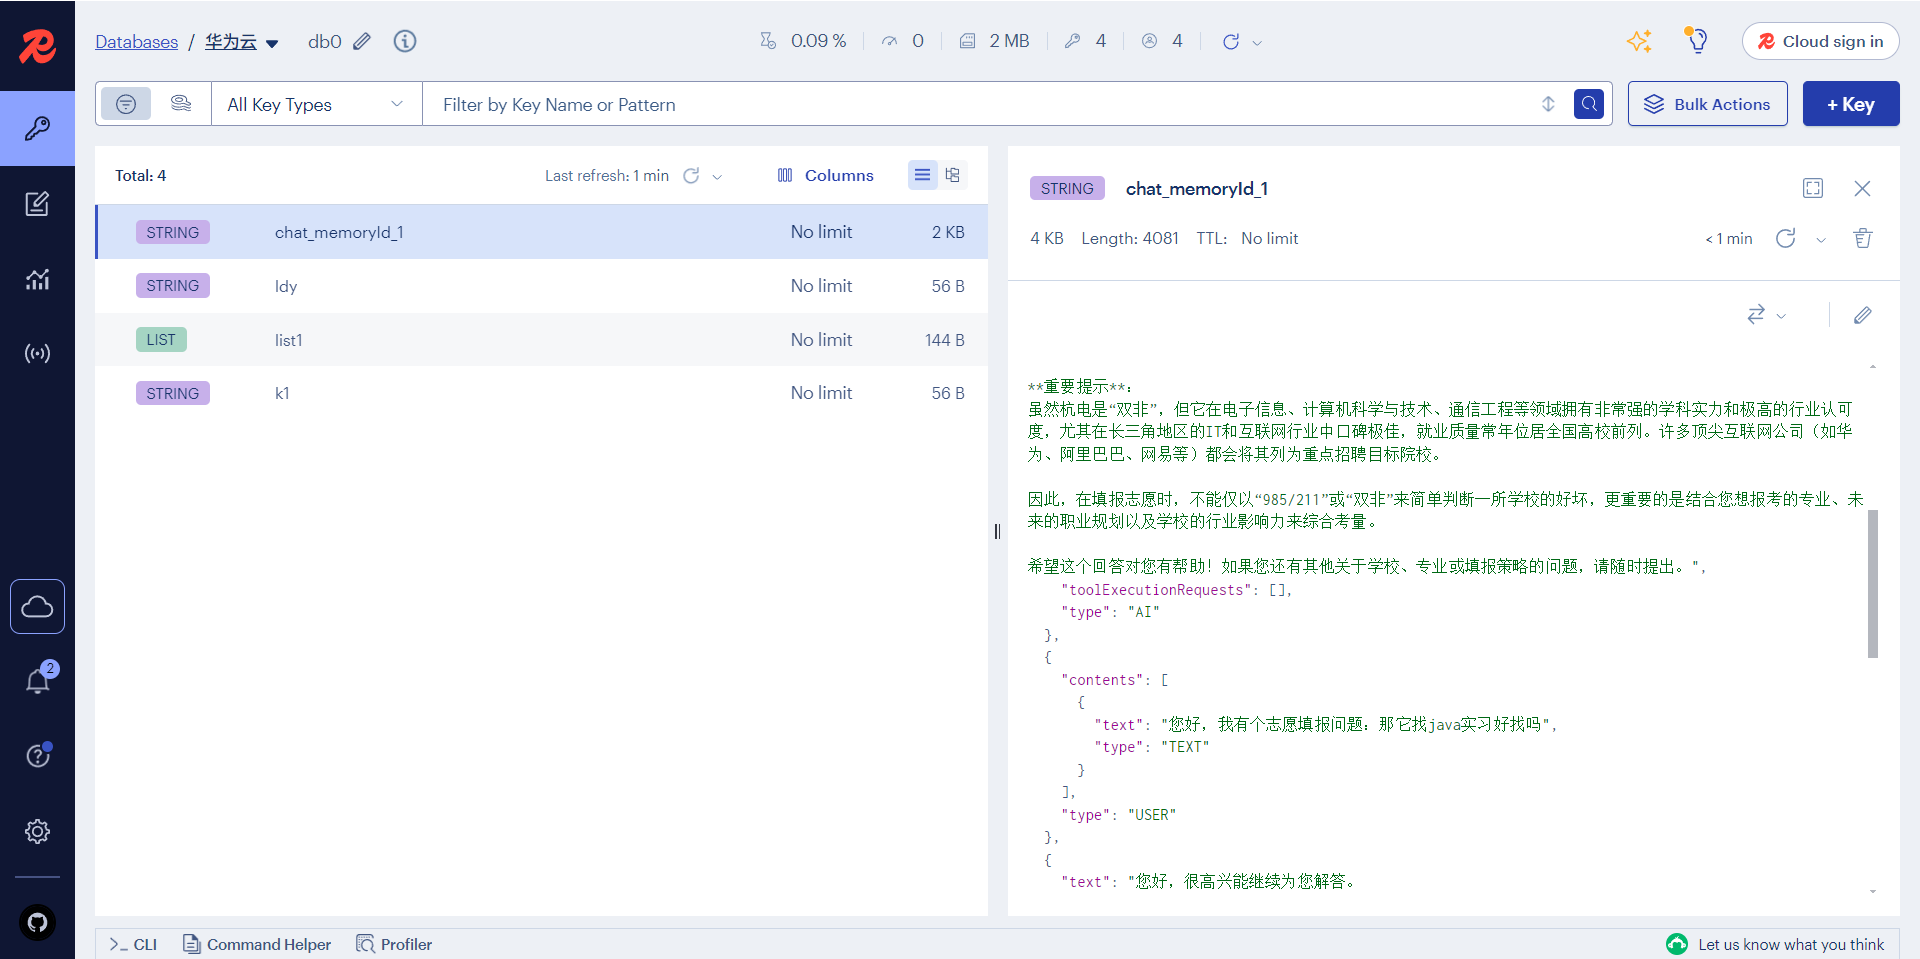 Databases / 华为云 db0
0.09 % 0 2 MB 4 4
Cloud sign in
All Key Types
Filter by Key Name or Pattern
Bulk Actions
+ Key
Total: 4
Last refresh: 1 min
Columns
STRING chat_memoryId_1 No limit 2 KB
STRING ldy No limit 56 B
LIST list1 No limit 144 B
STRING k1 No limit 56 B
STRING chat_memoryId_1
4 KB Length: 4081 TTL: No limit
< 1 min
**重要提示**：
虽然杭电是“双非”，但它在电子信息、计算机科学与技术、通信工程等领域拥有非常强的学科实力和极高的行业认可
度，尤其在长三角地区的IT和互联网行业中口碑极佳，就业质量常年位居全国高校前列。许多顶尖互联网公司（如华
为、阿里巴巴、网易等）都会将其列为重点招聘目标院校。
因此，在填报志愿时，不能仅以“985/211”或“双非”来简单判断一所学校的好坏，更重要的是结合您想报考的专业、未
来的职业规划以及学校的行业影响力来综合考量。
希望这个回答对您有帮助！如果您还有其他关于学校、专业或填报策略的问题，请随时提出。",
"toolExecutionRequests": [],
"type": "AI"
},
{
"contents": [
{
"text": "您好，我有个志愿填报问题：那它找java实习好找吗",
"type": "TEXT"
}
],
"type": "USER"
},
{
"text": "您好，很高兴能继续为您解答。
2
>_ CLI
Command Helper
Profiler
Let us know what you think